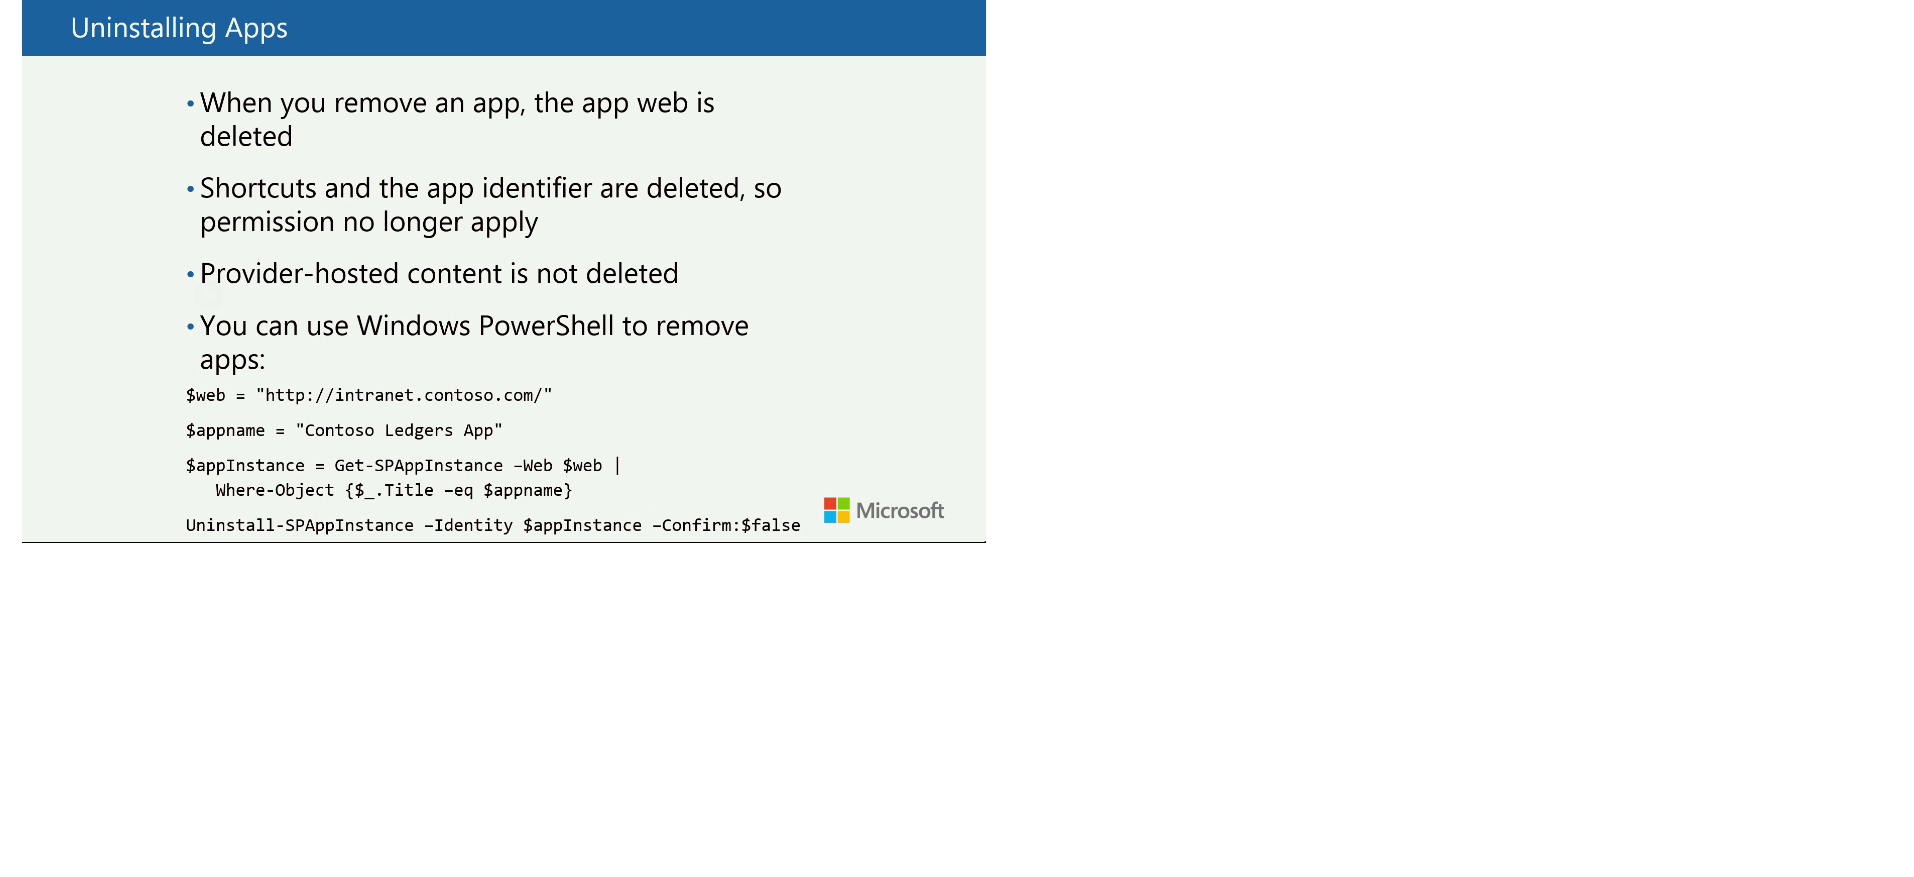 Uninstalling Apps
• When you remove an app, the app web is
deleted
• Shortcuts and the app identifier are deleted, so
permission no longer apply
• Provider-hosted content is not deleted
• You can use Windows PowerShell to remove
apps:
$web = "http://intranet.contoso.com/"
$appname = "Contoso Ledgers App"
$appInstance = Get-SPAppInstance –Web $web |
Where-Object {$_.Title –eq $appname}
Uninstall-SPAppInstance –Identity $appInstance –Confirm:$false
Microsoft